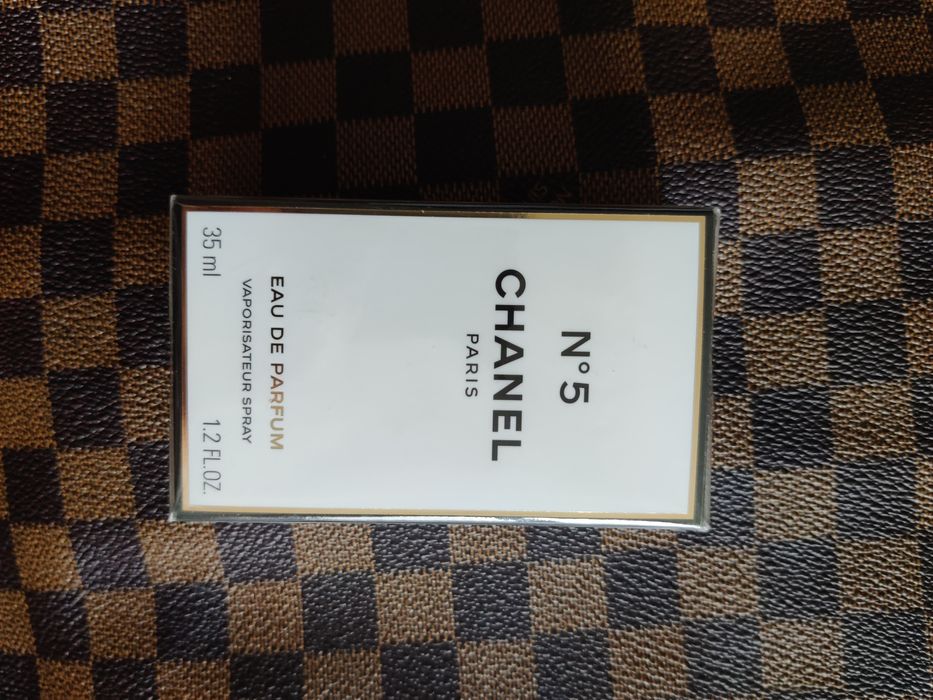 N°5
CHANEL
PARIS
EAU DE PARFUM
VAPORISATEUR SPRAY
35 ml 1.2 FL.OZ.